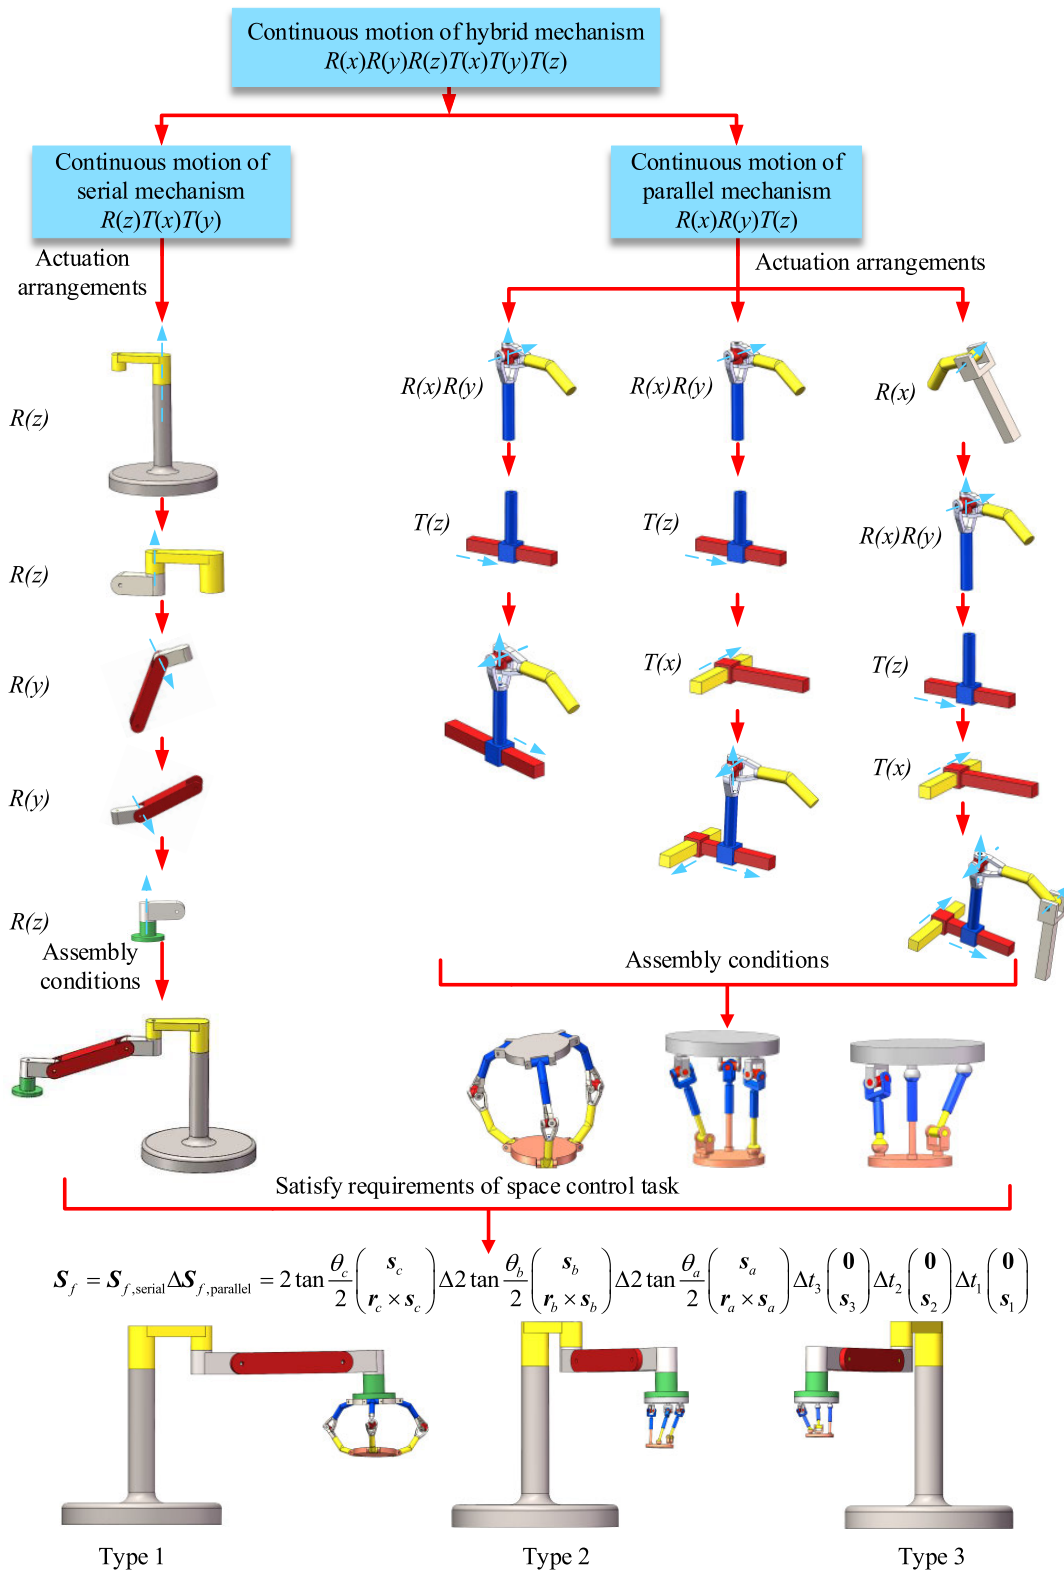 Continuous motion of hybrid mechanism
R(x)R(y)R(z)T(x)T(y)T(z)
Continuous motion of
serial mechanism
R(z)T(x)T(y)
Continuous motion of
parallel mechanism
R(x)R(y)T(z)
Actuation
arrangements
Actuation arrangements
R(z)
R(x)R(y)
R(x)R(y)
R(x)
R(z)
T(z)
T(z)
R(x)R(y)
R(y)
T(x)
T(z)
R(y)
T(x)
R(z)
Assembly
conditions
Assembly conditions
Satisfy requirements of space control task
S_f = S_{f,serial}ΔS_{f,parallel} = 2 tan θ_c/2 (s_c; r_c × s_c) Δ2 tan θ_b/2 (s_b; r_b × s_b) Δ2 tan θ_a/2 (s_a; r_a × s_a) Δt_3 (0; s_3) Δt_2 (0; s_2) Δt_1 (0; s_1)
Type 1
Type 2
Type 3